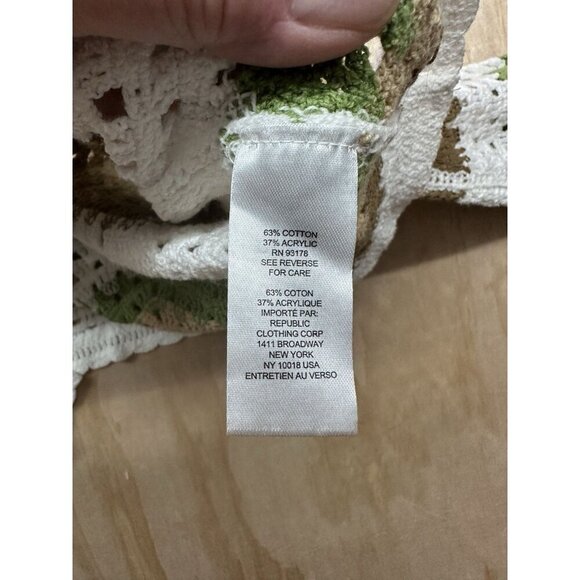 63% COTTON
37% ACRYLIC
RN 93178
SEE REVERSE
FOR CARE
63% COTON
37% ACRYLIQUE
IMPORTÉ PAR:
REPUBLIC
CLOTHING CORP
1411 BROADWAY
NEW YORK
NY 10018 USA
ENTRETIEN AU VERSO